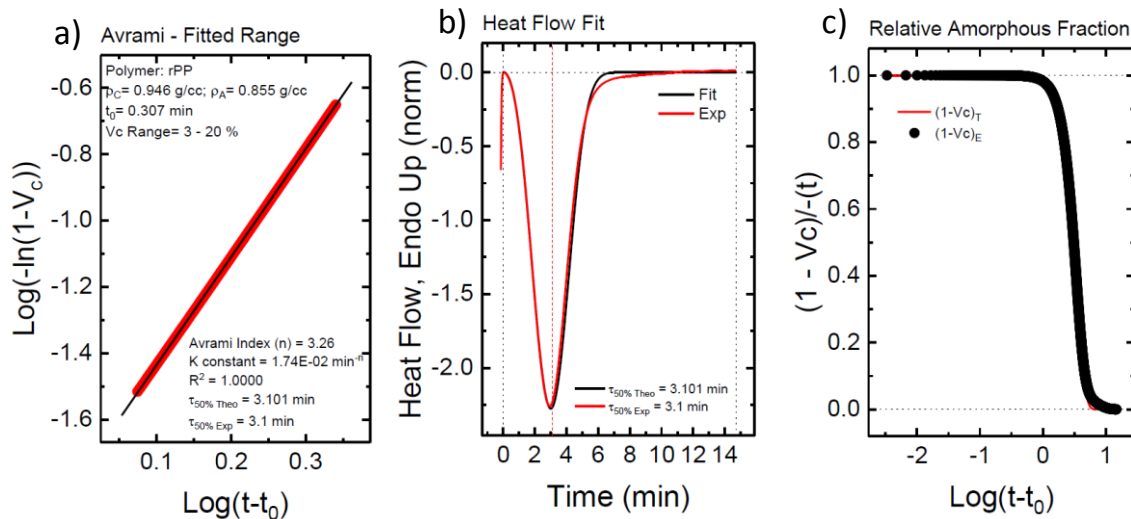 a)
Avrami - Fitted Range
Polymer: rPP
ρC= 0.946 g/cc; ρA= 0.855 g/cc
t0= 0.307 min
Vc Range= 3 - 20 %
-0.6
-0.8
-1.0
-1.2
-1.4
-1.6
Log(-ln(1-Vc))
Avrami Index (n) = 3.26
K constant = 1.74E-02 min-n
R2 = 1.0000
τ50% Theo = 3.101 min
τ50% Exp = 3.1 min
0.1 0.2 0.3
Log(t-t0)
b)
Heat Flow Fit
0.0
-0.5
-1.0
-1.5
-2.0
Heat Flow, Endo Up (norm)
Fit
Exp
τ50% Theo = 3.101 min
τ50% Exp = 3.1 min
0 2 4 6 8 10 12 14
Time (min)
c)
Relative Amorphous Fraction
1.0
0.8
0.6
0.4
0.2
0.0
(1 - Vc)/-(t)
(1-Vc)T
(1-Vc)E
-2 -1 0 1
Log(t-t0)